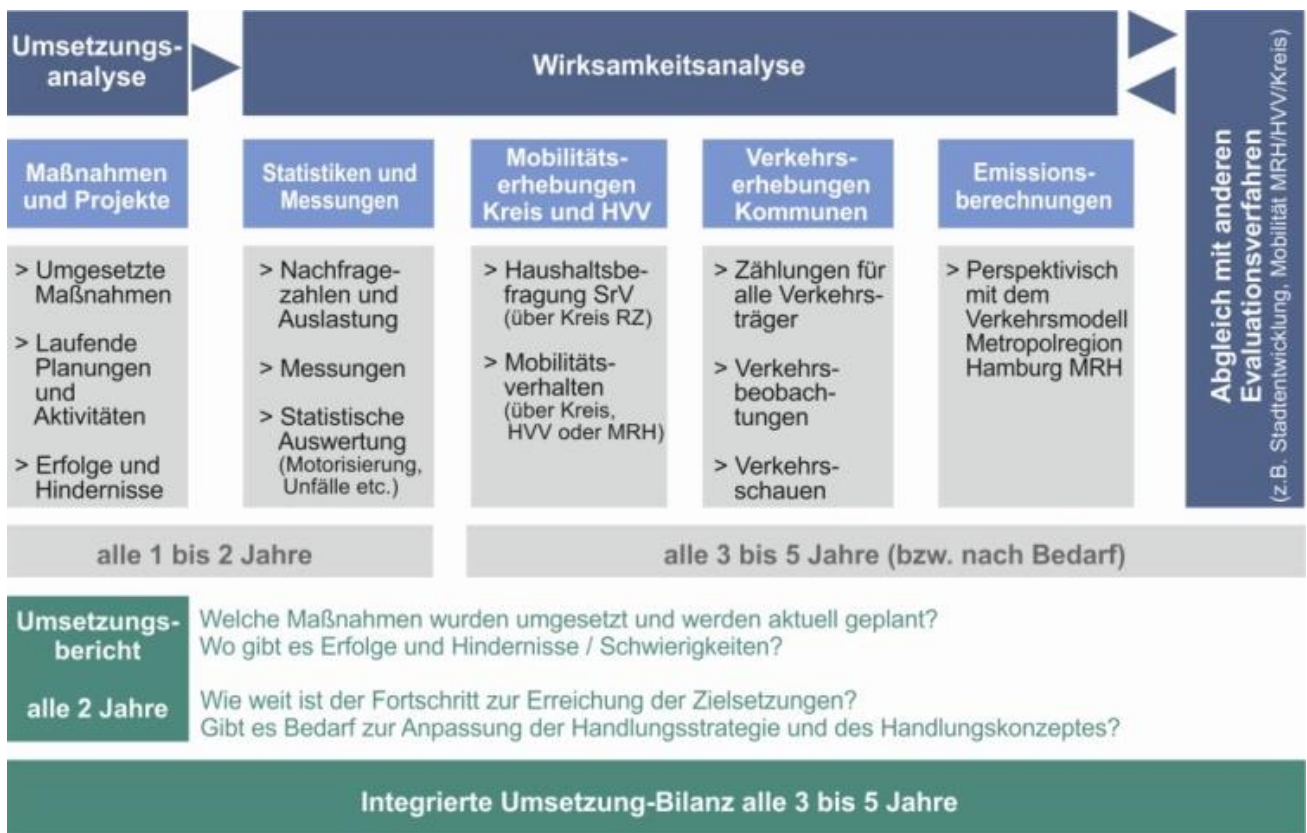 Umsetzungs-
analyse
Wirksamkeitsanalyse
Abgleich mit anderen
Evaluationsverfahren
(z.B. Stadtentwicklung, Mobilität MRH/HVV/Kreis)
Maßnahmen
und Projekte
Statistiken und
Messungen
Mobilitäts-
erhebungen
Kreis und HVV
Verkehrs-
erhebungen
Kommunen
Emissions-
berechnungen
> Umgesetzte
Maßnahmen
> Laufende
Planungen
und
Aktivitäten
> Erfolge und
Hindernisse
> Nachfrage-
zahlen und
Auslastung
> Messungen
> Statistische
Auswertung
(Motorisierung,
Unfälle etc.)
> Haushaltsbe-
fragung SrV
(über Kreis RZ)
> Mobilitäts-
verhalten
(über Kreis,
HVV oder MRH)
> Zählungen für
alle Verkehrs-
träger
> Verkehrs-
beobach-
tungen
> Verkehrs-
schauen
> Perspektivisch
mit dem
Verkehrsmodell
Metropolregion
Hamburg MRH
alle 1 bis 2 Jahre
alle 3 bis 5 Jahre (bzw. nach Bedarf)
Umsetzungs-
bericht
alle 2 Jahre
Welche Maßnahmen wurden umgesetzt und werden aktuell geplant?
Wo gibt es Erfolge und Hindernisse / Schwierigkeiten?
Wie weit ist der Fortschritt zur Erreichung der Zielsetzungen?
Gibt es Bedarf zur Anpassung der Handlungsstrategie und des Handlungskonzeptes?
Integrierte Umsetzung-Bilanz alle 3 bis 5 Jahre